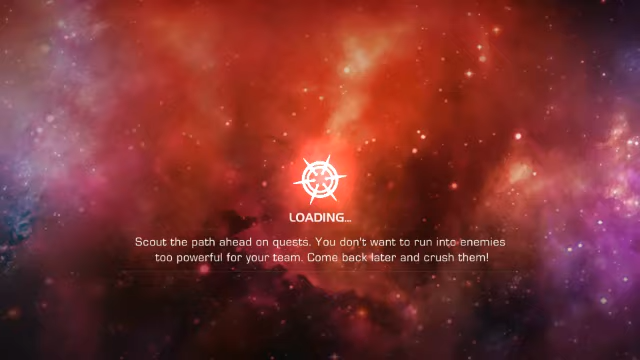 LOADING...
Scout the path ahead on quests. You don't want to run into enemies
too powerful for your team. Come back later and crush them!